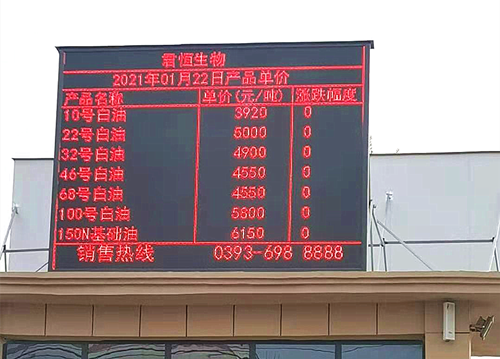 君恒生物
2021年01月22日产品单价
产品名称 单价(元/吨) 涨跌幅度
10号白油 3920 0
22号白油 5000 0
32号白油 4900 0
46号白油 4550 0
68号白油 4550 0
100号白油 5800 0
150N基础油 6150 0
销售热线 0393-698 8888